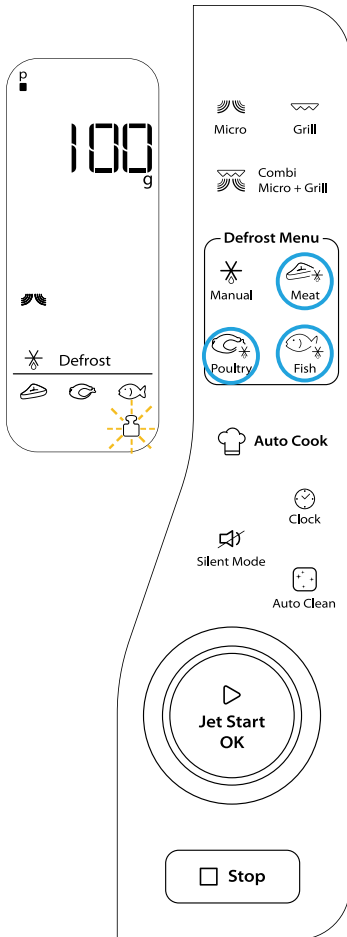 p
100
g
Defrost
Micro
Grill
Combi
Micro + Grill
Defrost Menu
Manual
Meat
Poultry
Fish
Auto Cook
Clock
Silent Mode
Auto Clean
Jet Start
OK
Stop